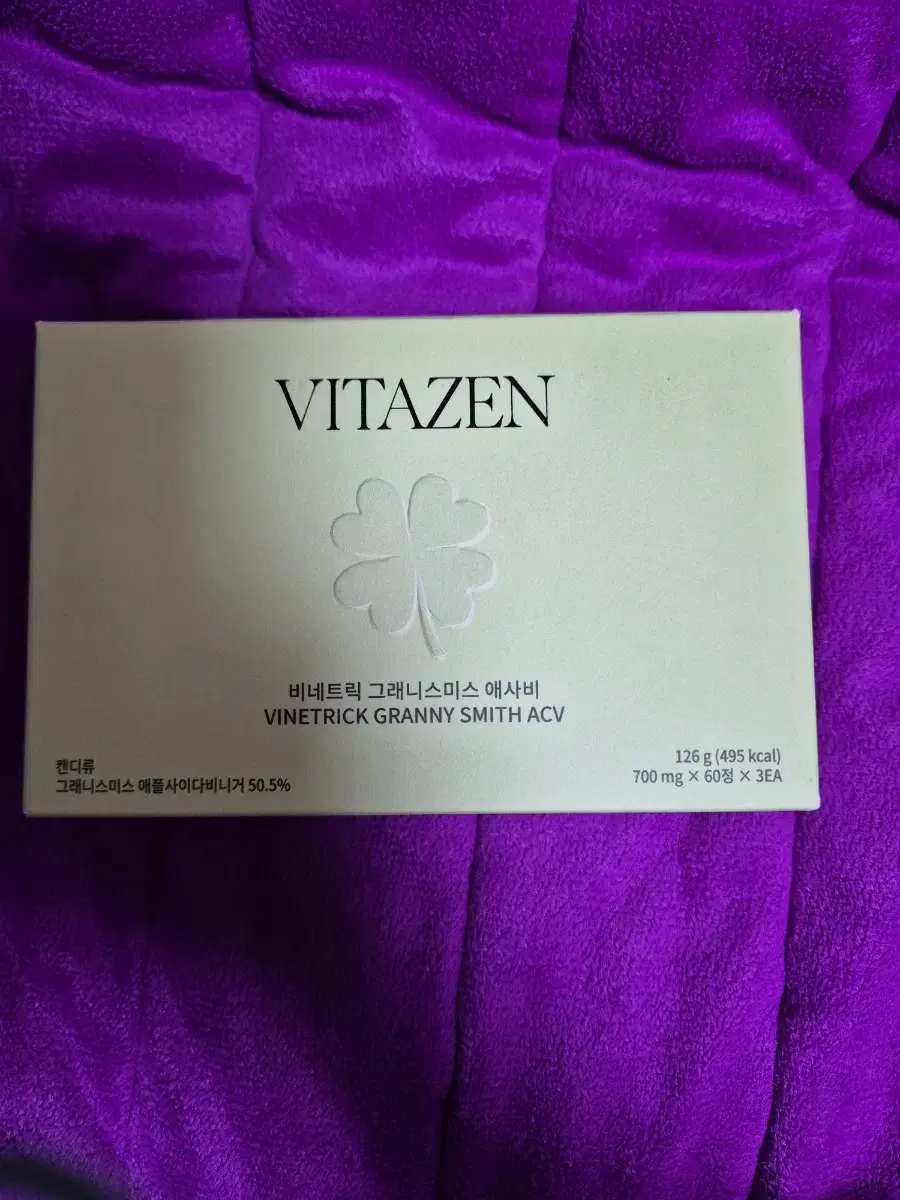 VITAZEN
비네트릭 그래니스미스 애사비
VINETRICK GRANNY SMITH ACV
캔디류
그래니스미스 애플사이다비니거 50.5%
126 g (495 kcal)
700 mg × 60정 × 3EA